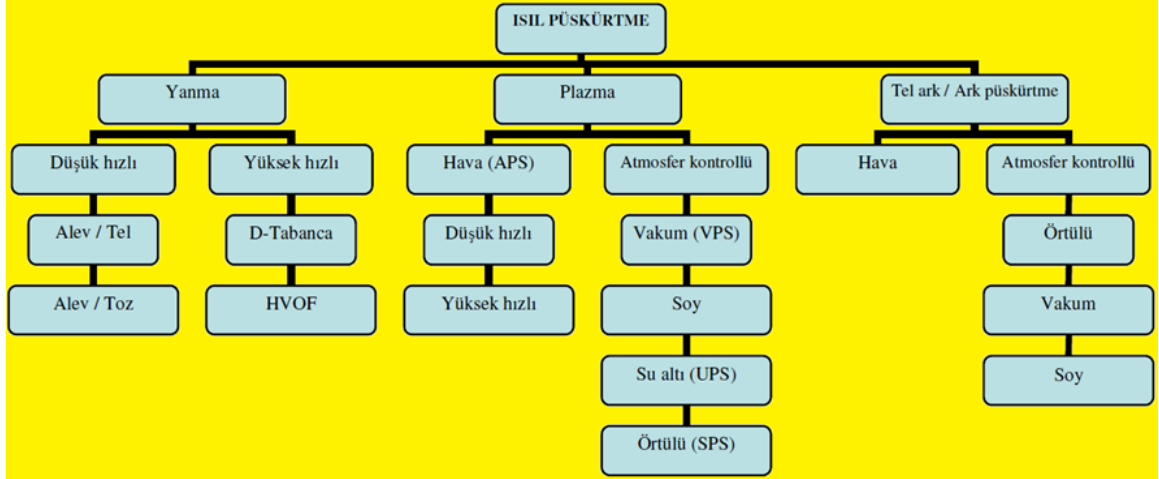 ISIL PÜSKÜRTME
Yanma
Plazma
Tel ark / Ark püskürtme
Düşük hızlı
Yüksek hızlı
Hava (APS)
Atmosfer kontrollü
Hava
Atmosfer kontrollü
Alev / Tel
D-Tabanca
Düşük hızlı
Vakum (VPS)
Örtülü
Alev / Toz
HVOF
Yüksek hızlı
Soy
Vakum
Su altı (UPS)
Soy
Örtülü (SPS)